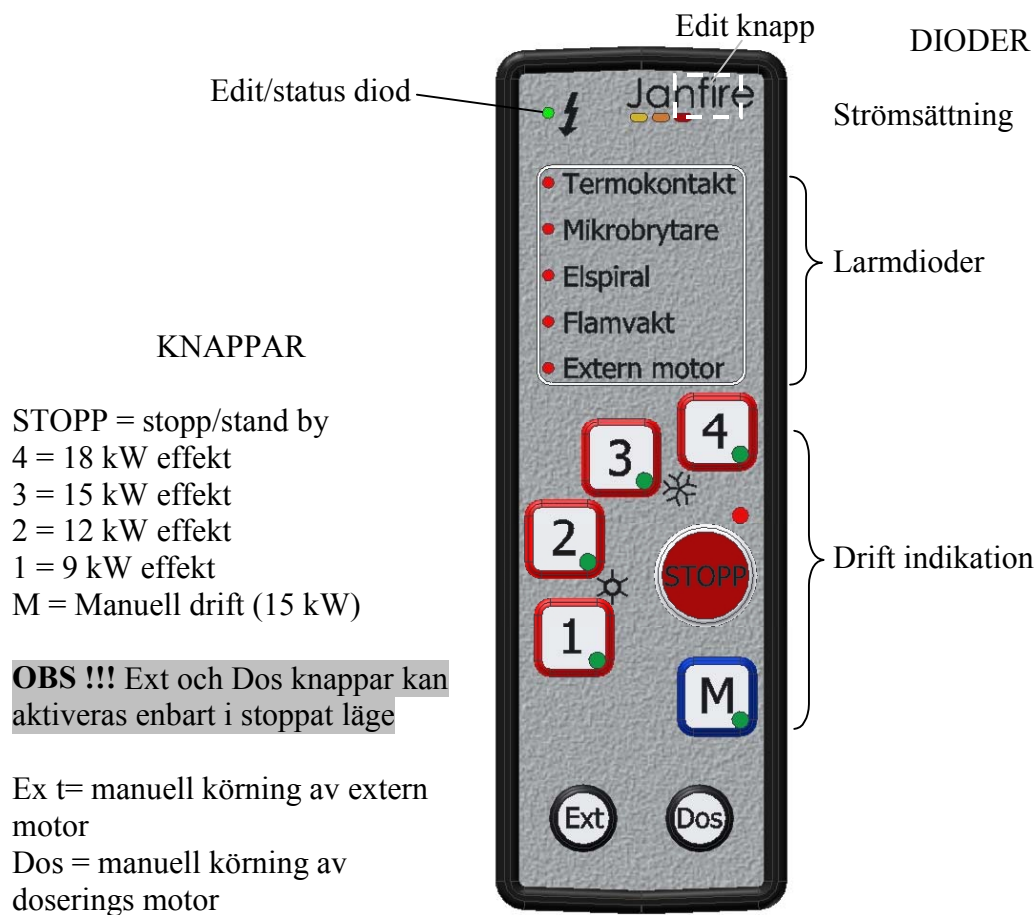 Edit knapp
DIODER
Edit/status diod
Janfire
Strömsättning
Termokontakt
Mikrobrytare
Elspiral
Flamvakt
Extern motor
Larmdioder
KNAPPAR
STOPP = stopp/stand by
4 = 18 kW effekt
3 = 15 kW effekt
2 = 12 kW effekt
1 = 9 kW effekt
M = Manuell drift (15 kW)
OBS !!! Ext och Dos knappar kan
aktiveras enbart i stoppat läge
Ex t= manuell körning av extern
motor
Dos = manuell körning av
doserings motor
4
3
2
STOPP
1
M
Ext
Dos
Drift indikation